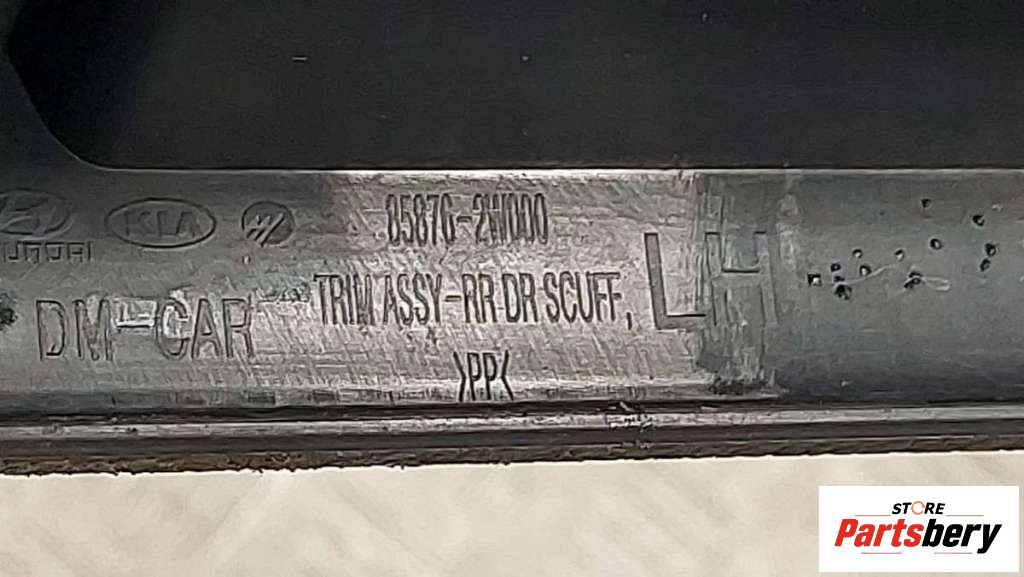 HYUNDAI KIA
85876-2W000
DM-CAR TRIM ASSY-RR DR SCUFF, LH
>PP<
STORE
Partsbery